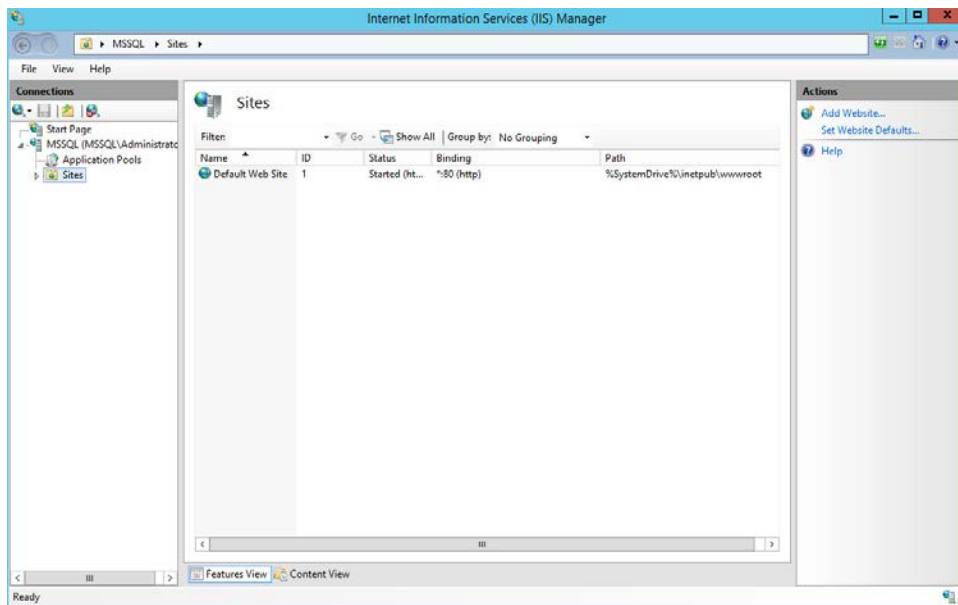 Internet Information Services (IIS) Manager
MSSQL Sites
File View Help
Connections
Start Page
MSSQL (MSSQL\Administratc
Application Pools
Sites
Sites
Filter: Go Show All Group by: No Grouping
Name ID Status Binding Path
Default Web Site 1 Started (ht... *:80 (http) %SystemDrive%\inetpub\wwwroot
Features View Content View
Actions
Add Website...
Set Website Defaults...
Help
Ready